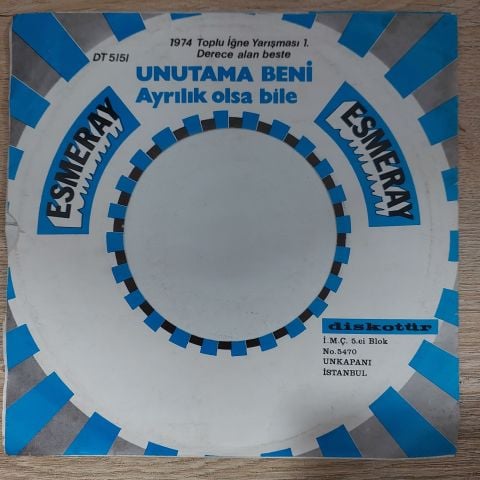 1974 Toplu İğne Yarışması 1.
Derece alan beste
DT 5151
UNUTAMA BENİ
Ayrılık olsa bile
ESMERAY
ESMERAY
diskotür
İ.M.Ç. 5.ci Blok
No.5470
UNKAPANI
İSTANBUL